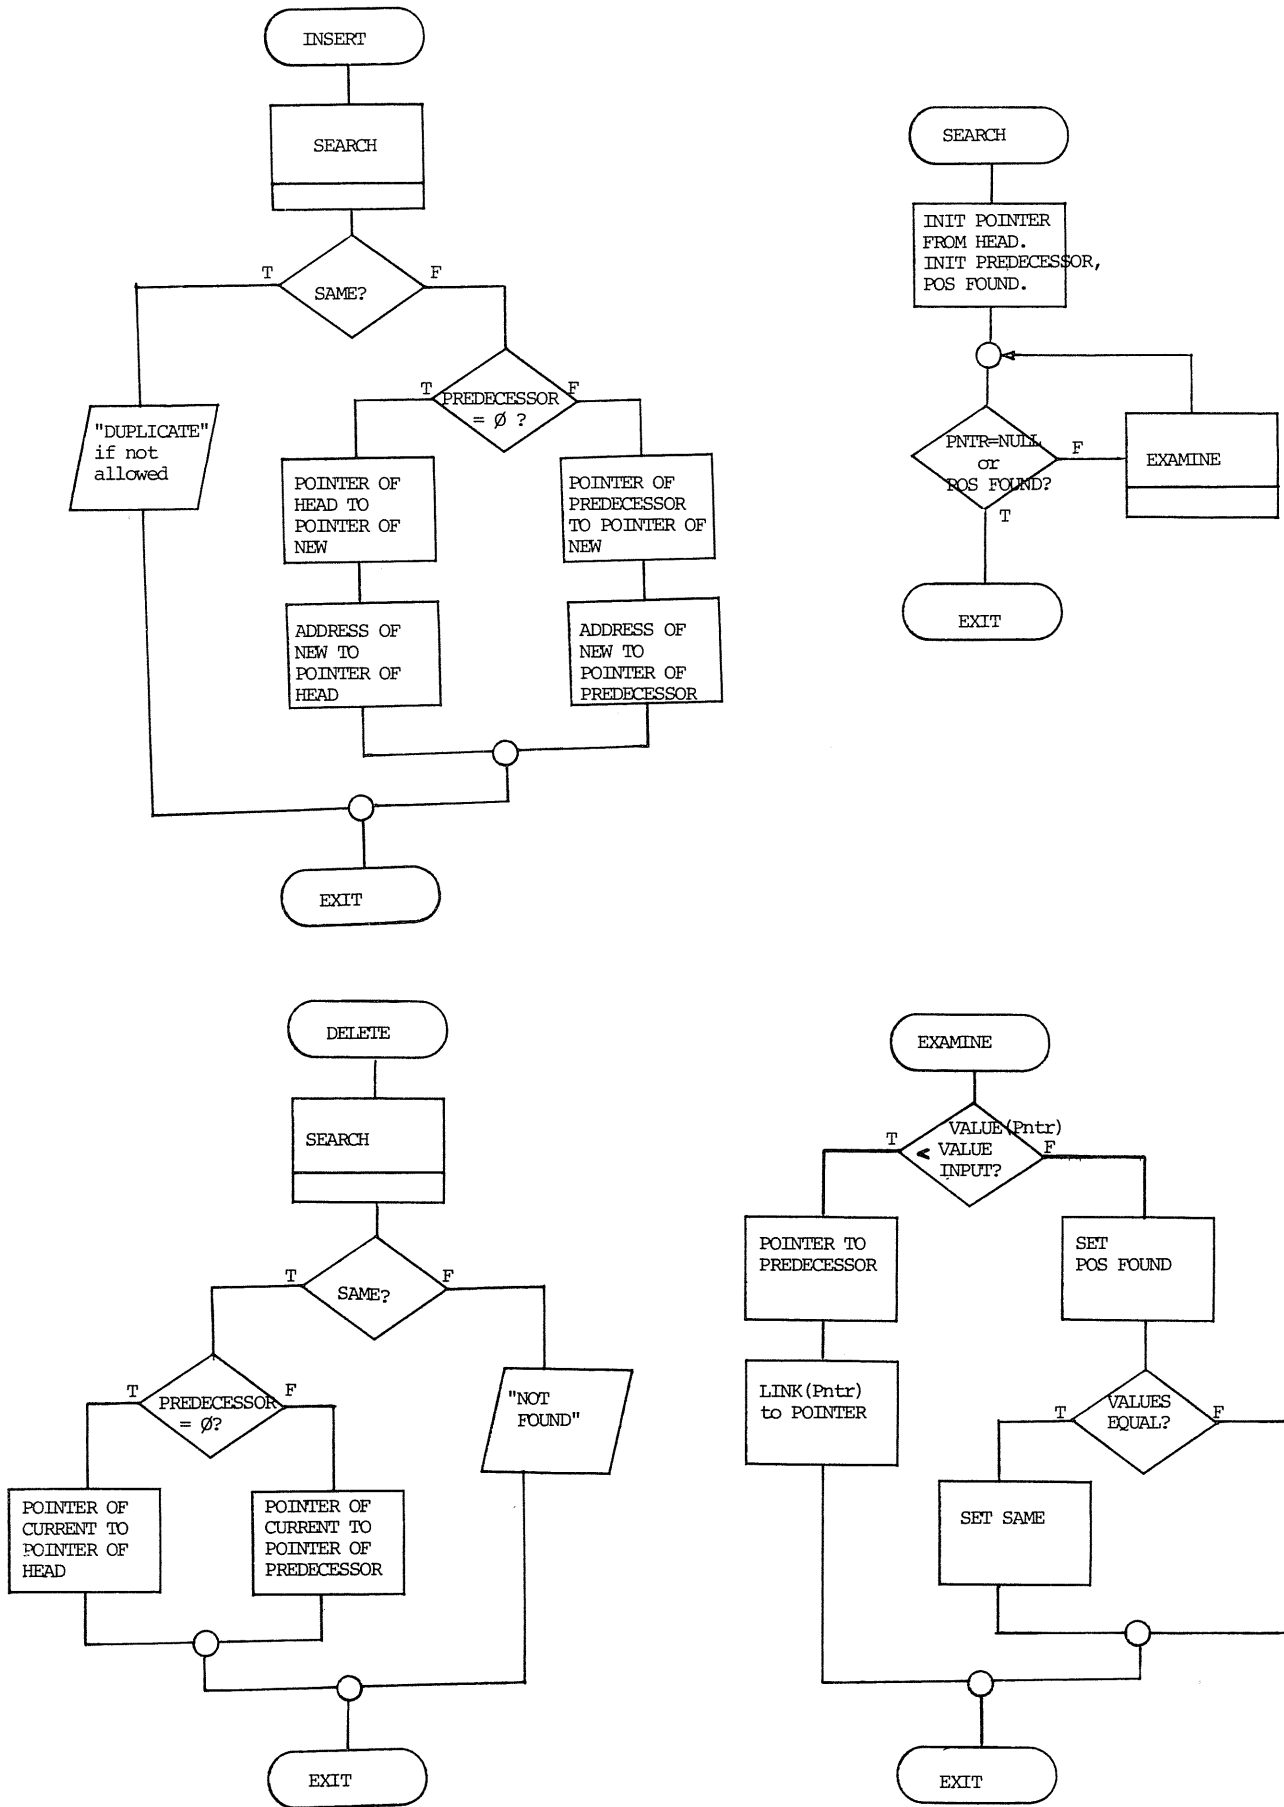 INSERT
SEARCH
SAME?
T
F
"DUPLICATE"
if not
allowed
PREDECESSOR
= Ø ?
T
F
POINTER OF
HEAD TO
POINTER OF
NEW
POINTER OF
PREDECESSOR
TO POINTER OF
NEW
ADDRESS OF
NEW TO
POINTER OF
HEAD
ADDRESS OF
NEW TO
POINTER OF
PREDECESSOR
EXIT
SEARCH
INIT POINTER
FROM HEAD.
INIT PREDECESSOR,
POS FOUND.
PNTR=NULL
or
POS FOUND?
F
T
EXAMINE
EXIT
DELETE
SEARCH
SAME?
T
F
PREDECESSOR
= Ø?
T
F
"NOT
FOUND"
POINTER OF
CURRENT TO
POINTER OF
HEAD
POINTER OF
CURRENT TO
POINTER OF
PREDECESSOR
EXIT
EXAMINE
VALUE(Pntr)
< VALUE
INPUT?
T
F
POINTER TO
PREDECESSOR
LINK(Pntr)
to POINTER
SET
POS FOUND
VALUES
EQUAL?
T
F
SET SAME
EXIT